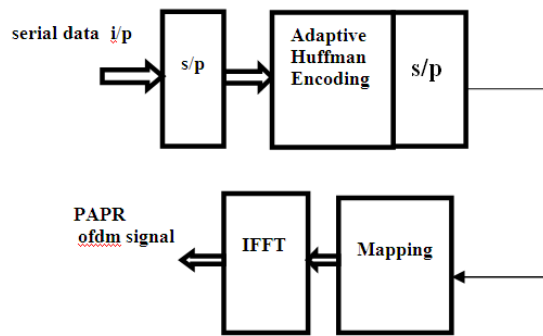 serial data i/p
s/p
Adaptive
Huffman
Encoding
s/p
PAPR
ofdm signal
IFFT
Mapping